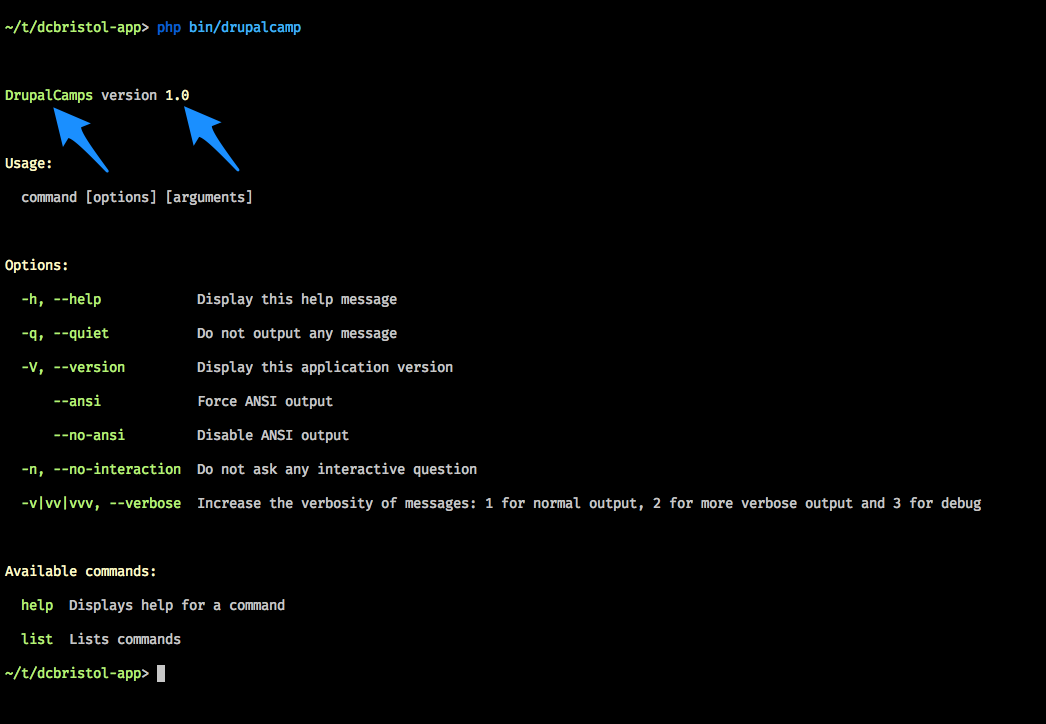 ~/t/dcbristol-app> php bin/drupalcamp
DrupalCamps version 1.0
Usage:
command [options] [arguments]
Options:
-h, --help Display this help message
-q, --quiet Do not output any message
-V, --version Display this application version
--ansi Force ANSI output
--no-ansi Disable ANSI output
-n, --no-interaction Do not ask any interactive question
-v|vv|vvv, --verbose Increase the verbosity of messages: 1 for normal output, 2 for more verbose output and 3 for debug
Available commands:
help Displays help for a command
list Lists commands
~/t/dcbristol-app>